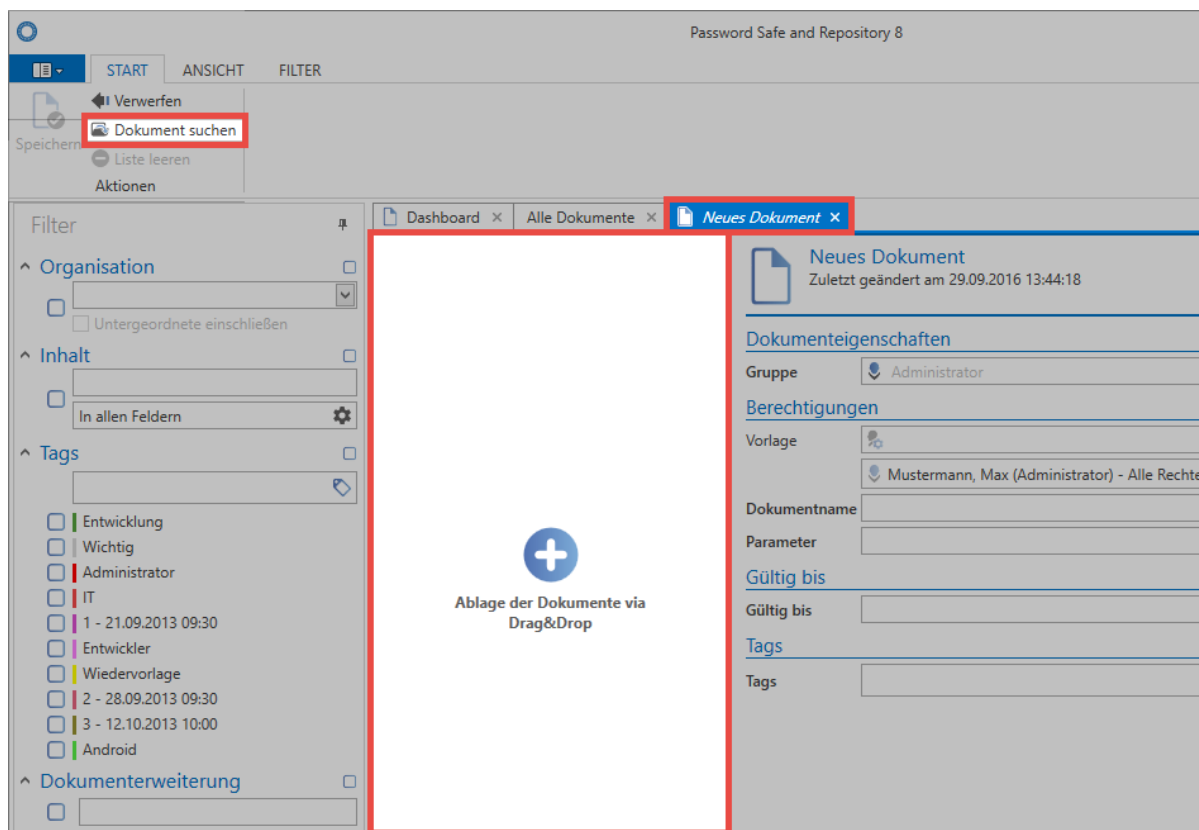 Password Safe and Repository 8
START ANSICHT FILTER
Speichern
Verwerfen
Dokument suchen
Liste leeren
Aktionen
Filter
Organisation
Untergeordnete einschließen
Inhalt
In allen Feldern
Tags
Entwicklung
Wichtig
Administrator
IT
1 - 21.09.2013 09:30
Entwickler
Wiedervorlage
2 - 28.09.2013 09:30
3 - 12.10.2013 10:00
Android
Dokumenterweiterung
Dashboard Alle Dokumente Neues Dokument
Ablage der Dokumente via
Drag&Drop
Neues Dokument
Zuletzt geändert am 29.09.2016 13:44:18
Dokumenteigenschaften
Gruppe Administrator
Berechtigungen
Vorlage
Mustermann, Max (Administrator) - Alle Rechte
Dokumentname
Parameter
Gültig bis
Gültig bis
Tags
Tags